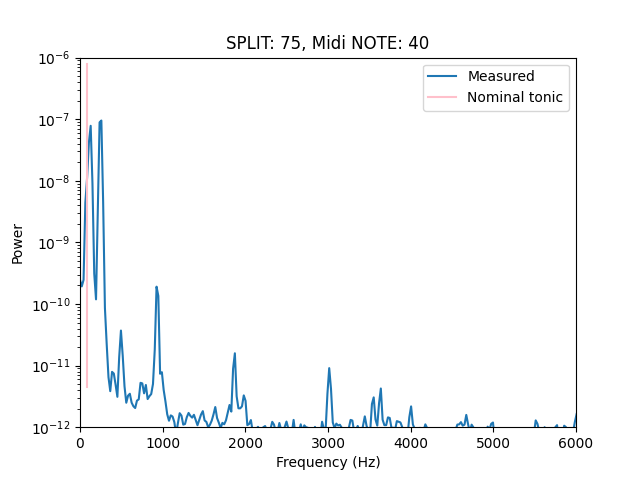 SPLIT: 75, Midi NOTE: 40
Measured
Nominal tonic
Power
10^-6
10^-7
10^-8
10^-9
10^-10
10^-11
10^-12
0 1000 2000 3000 4000 5000 6000
Frequency (Hz)